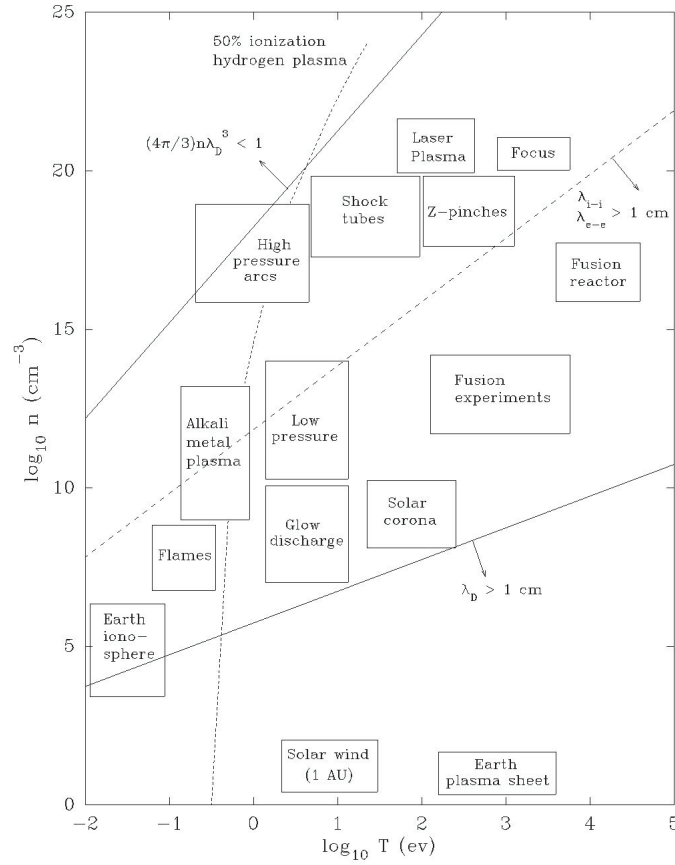 25
50% ionization
hydrogen plasma
(4π/3)nλ_D^3 < 1
Laser
Plasma
Focus
20
λ_i−i
λ_e−e > 1 cm
Shock
tubes
Z-pinches
High
pressure
arcs
Fusion
reactor
15
log_10 n (cm^−3)
Fusion
experiments
Alkali
metal
plasma
Low
pressure
10
Solar
corona
Glow
discharge
Flames
λ_D > 1 cm
5
Earth
iono-
sphere
Solar wind
(1 AU)
Earth
plasma sheet
0
−2 −1 0 1 2 3 4 5
log_10 T (ev)